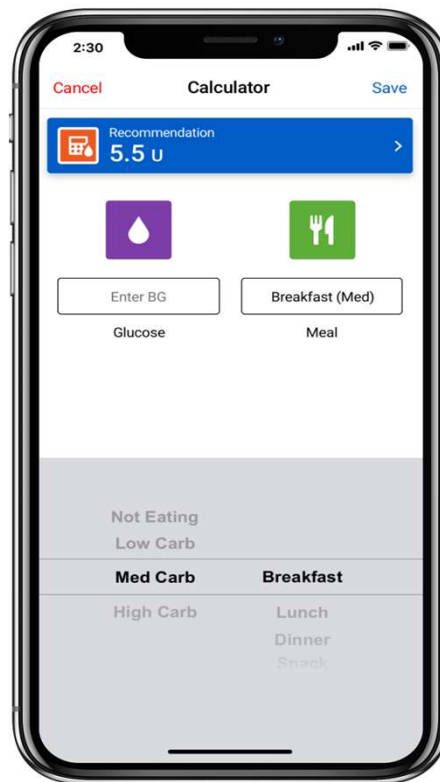 2:30
Cancel Calculator Save
Recommendation
5.5 U
Enter BG Breakfast (Med)
Glucose Meal
Not Eating
Low Carb
Med Carb Breakfast
High Carb Lunch
Dinner
Snack